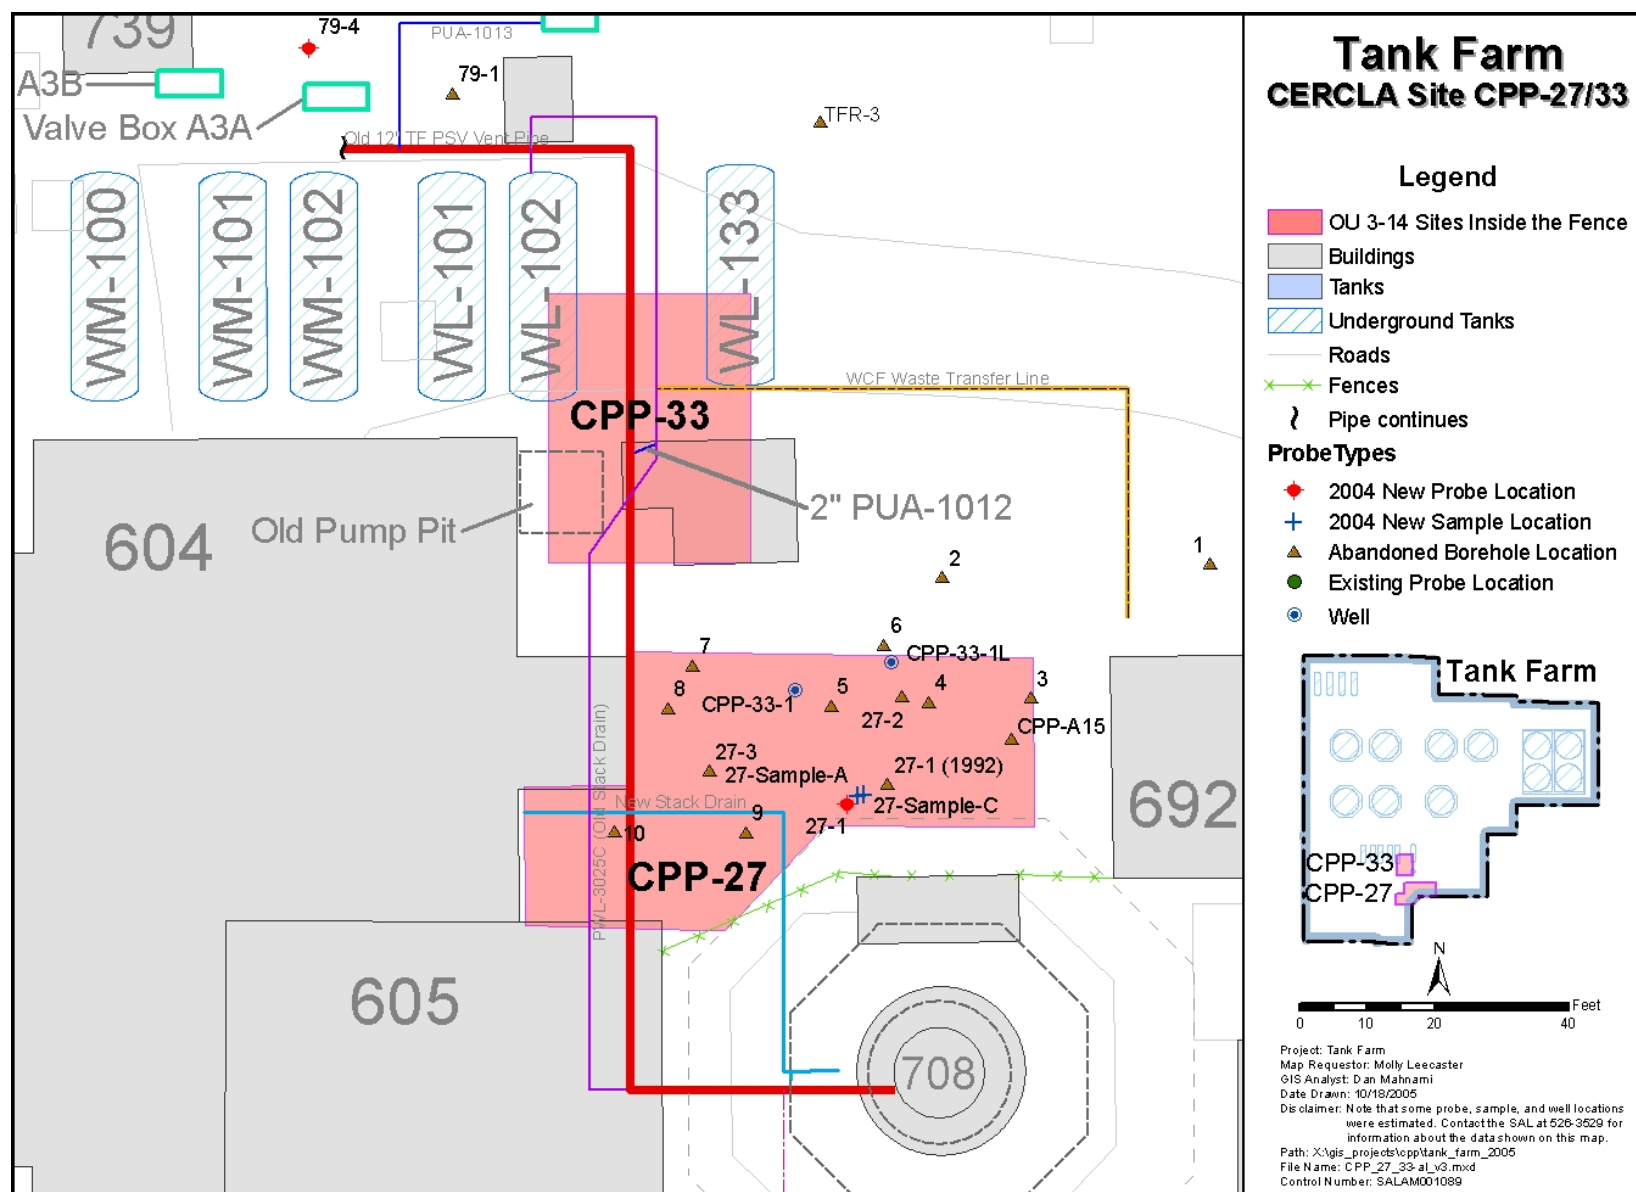 739
79-4
PUA-1013
A3B
79-1
Valve Box A3A
TFR-3
Old 12" TF PSV Vent Pipe
WM-100
WM-101
WM-102
WL-101
WL-102
WL-133
WCF Waste Transfer Line
CPP-33
604
Old Pump Pit
2" PUA-1012
1
2
6
7
CPP-33-1L
8
CPP-33-1
5
27-2
4
3
CPP-A15
27-3
27-Sample-A
27-1 (1992)
27-Sample-C
27-1
New Stack Drain
10
9
PWL-3025C (Old Stack Drain)
CPP-27
692
605
708
Tank Farm
CERCLA Site CPP-27/33
Legend
OU 3-14 Sites Inside the Fence
Buildings
Tanks
Underground Tanks
Roads
Fences
Pipe continues
ProbeTypes
2004 New Probe Location
2004 New Sample Location
Abandoned Borehole Location
Existing Probe Location
Well
Tank Farm
CPP-33
CPP-27
N
Feet
0 10 20 40
Project: Tank Farm
Map Requestor: Molly Leecaster
GIS Analyst: Dan Mahnami
Date Drawn: 10/18/2005
Disclaimer: Note that some probe, sample, and well locations
were estimated. Contact the SAL at 526-3529 for
information about the data shown on this map.
Path: X:\gis_projects\cpp\tank_farm_2005
File Name: CPP_27_33-al_v3.mxd
Control Number: SALAM001089